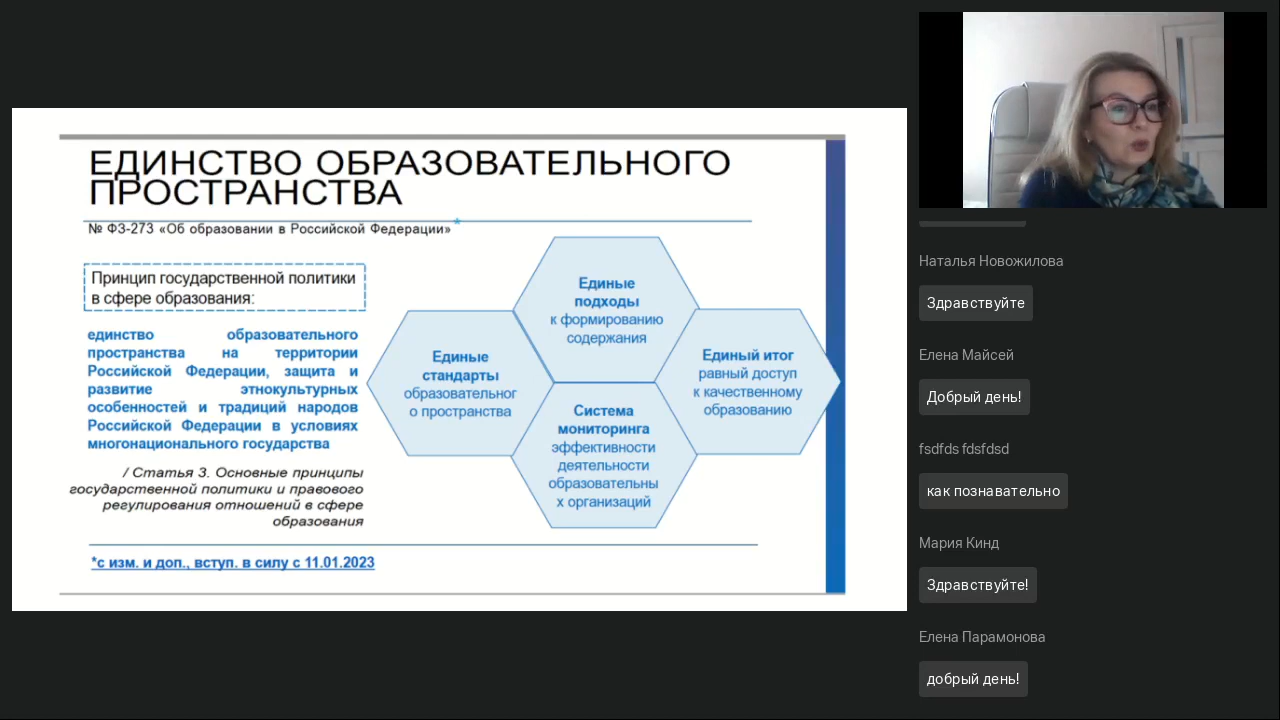 ЕДИНСТВО ОБРАЗОВАТЕЛЬНОГО
ПРОСТРАНСТВА
№ ФЗ-273 «Об образовании в Российской Федерации»*
Принцип государственной политики
в сфере образования:
единство образовательного
пространства на территории
Российской Федерации, защита и
развитие этнокультурных
особенностей и традиций народов
Российской Федерации в условиях
многонационального государства
/ Статья 3. Основные принципы
государственной политики и правового
регулирования отношений в сфере
образования
Единые
стандарты
образовательног
о пространства
Единые
подходы
к формированию
содержания
Система
мониторинга
эффективности
деятельности
образовательны
х организаций
Единый итог
равный доступ
к качественному
образованию
*с изм. и доп., вступ. в силу с 11.01.2023
Наталья Новожилова
Здравствуйте
Елена Майсей
Добрый день!
fsdfds fdsfdsd
как познавательно
Мария Кинд
Здравствуйте!
Елена Парамонова
добрый день!